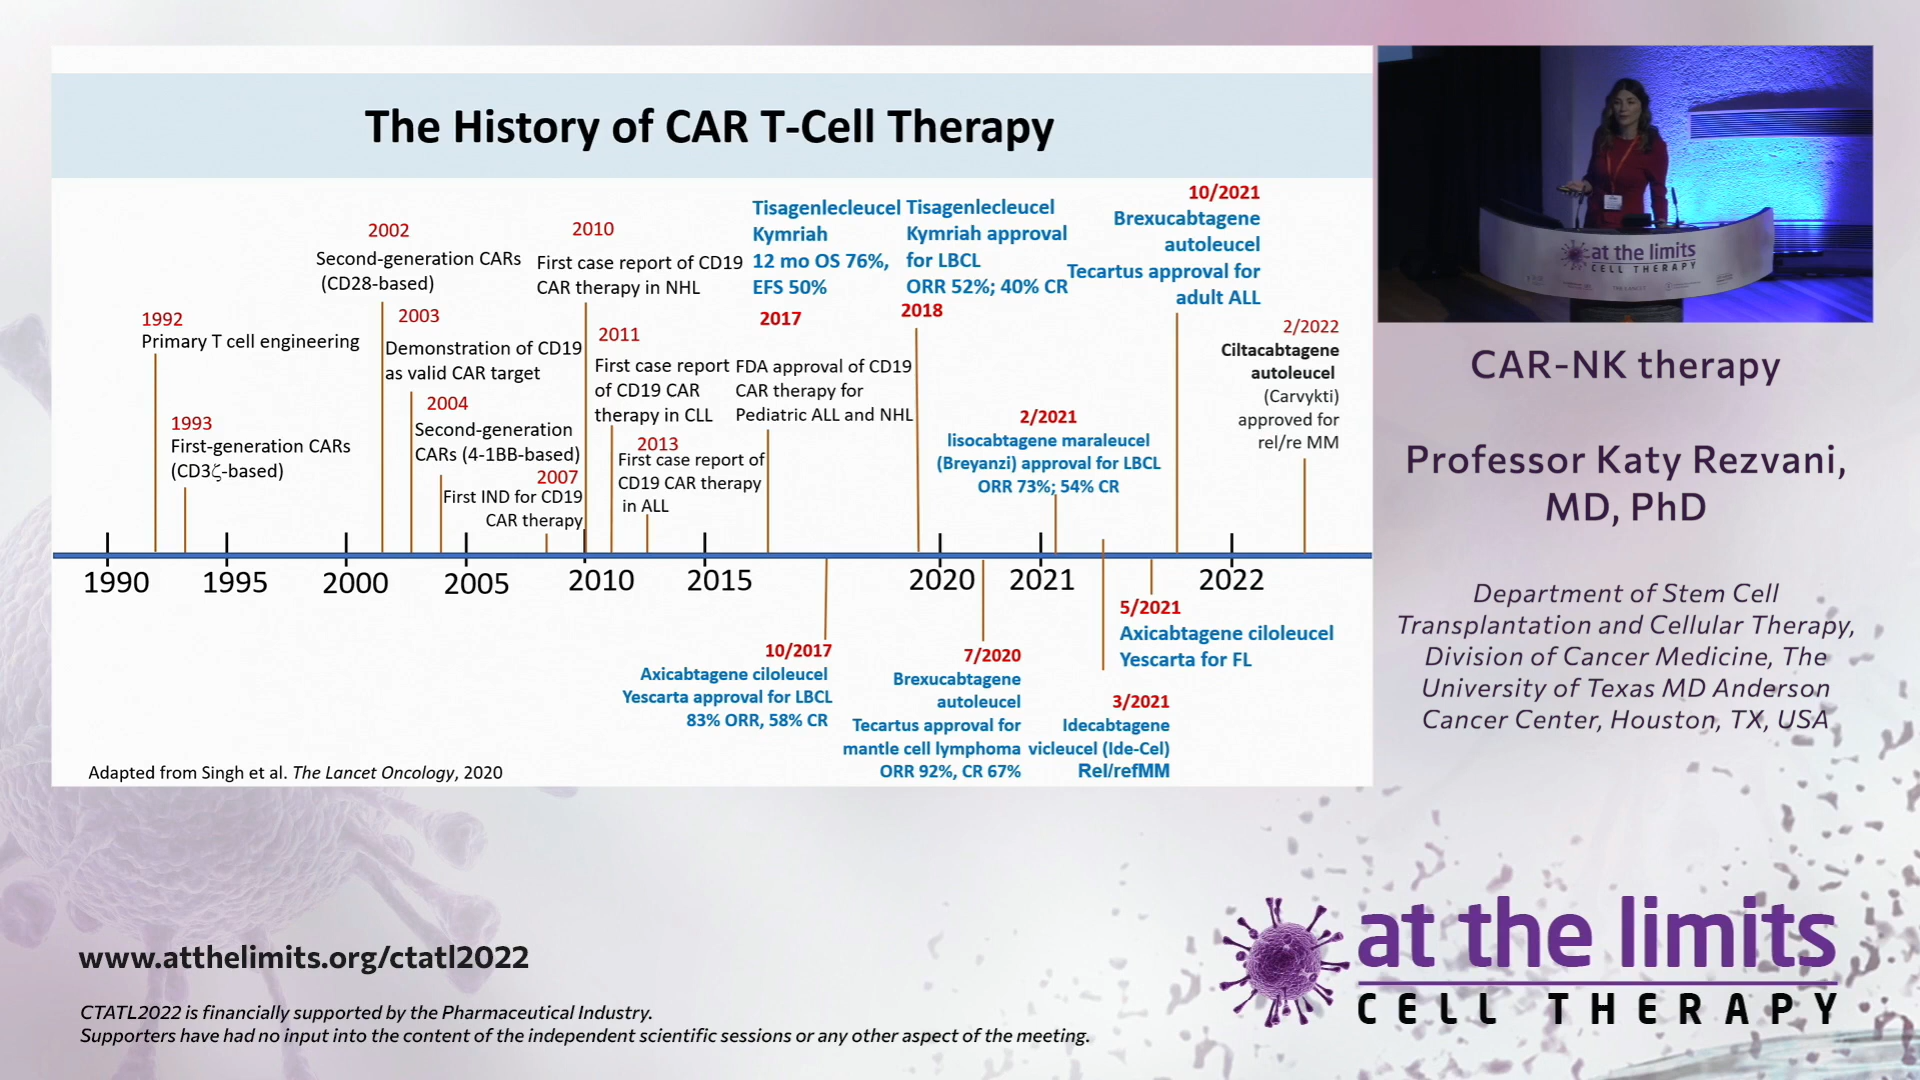 The History of CAR T-Cell Therapy
1992
Primary T cell engineering
1993
First-generation CARs
(CD3ζ-based)
2002
Second-generation CARs
(CD28-based)
2003
Demonstration of CD19
as valid CAR target
2004
Second-generation
CARs (4-1BB-based)
2007
First IND for CD19
CAR therapy
2010
First case report of CD19
CAR therapy in NHL
2011
First case report
of CD19 CAR
therapy in CLL
2013
First case report of
CD19 CAR therapy
in ALL
Tisagenlecleucel
Kymriah
12 mo OS 76%,
EFS 50%
2017
FDA approval of CD19
CAR therapy for
Pediatric ALL and NHL
Tisagenlecleucel
Kymriah approval
for LBCL
ORR 52%; 40% CR
2018
2/2021
lisocabtagene maraleucel
(Breyanzi) approval for LBCL
ORR 73%; 54% CR
10/2021
Brexucabtagene
autoleucel
Tecartus approval for
adult ALL
2/2022
Ciltacabtagene
autoleucel
(Carvykti)
approved for
rel/re MM
1990 1995 2000 2005 2010 2015 2020 2021 2022
10/2017
Axicabtagene ciloleucel
Yescarta approval for LBCL
83% ORR, 58% CR
7/2020
Brexucabtagene
autoleucel
Tecartus approval for
mantle cell lymphoma
ORR 92%, CR 67%
3/2021
Idecabtagene
vicleucel (Ide-Cel)
Rel/refMM
5/2021
Axicabtagene ciloleucel
Yescarta for FL
Adapted from Singh et al. The Lancet Oncology, 2020
at the limits
CELL THERAPY
CAR-NK therapy
Professor Katy Rezvani,
MD, PhD
Department of Stem Cell
Transplantation and Cellular Therapy,
Division of Cancer Medicine, The
University of Texas MD Anderson
Cancer Center, Houston, TX, USA
www.atthelimits.org/ctatl2022
CTATL2022 is financially supported by the Pharmaceutical Industry.
Supporters have had no input into the content of the independent scientific sessions or any other aspect of the meeting.
at the limits
CELL THERAPY